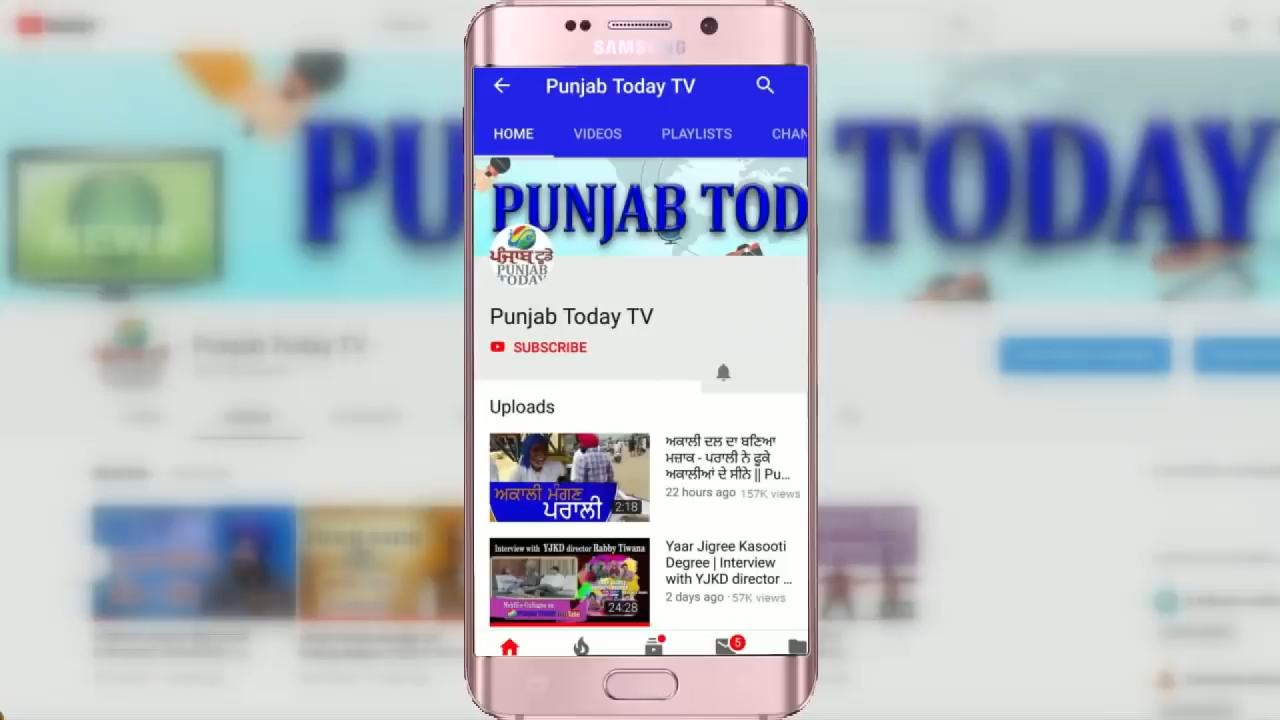 SAMSUNG
Punjab Today TV
HOME VIDEOS PLAYLISTS CHAN
PUNJAB TOD
ਪੰਜਾਬ ਟੂਡੇ
PUNJAB
TODAY
PU
TODAY
NEWS
Punjab Today TV
SUBSCRIBE
Uploads
ਅਕਾਲੀ ਮੰਗਣ
ਪਰਾਲੀ
2:18
ਅਕਾਲੀ ਦਲ ਦਾ ਬਣਿਆ
ਮਜ਼ਾਕ - ਪਰਾਲੀ ਨੇ ਫੂਕੇ
ਅਕਾਲੀਆਂ ਦੇ ਸੀਨੇ || Pu...
22 hours ago 157K views
Interview with YJKD director Rabby Tiwana
24:28
Yaar Jigree Kasooti
Degree | Interview
with YJKD director ...
2 days ago · 57K views
5